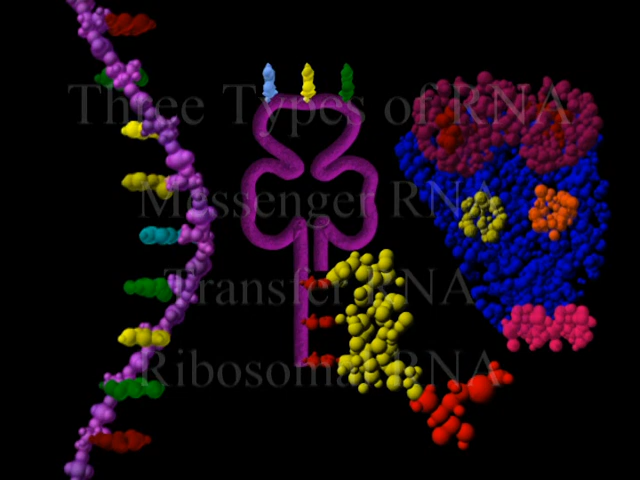 Three Types of RNA
Messenger RNA
Transfer RNA
Ribosomal RNA